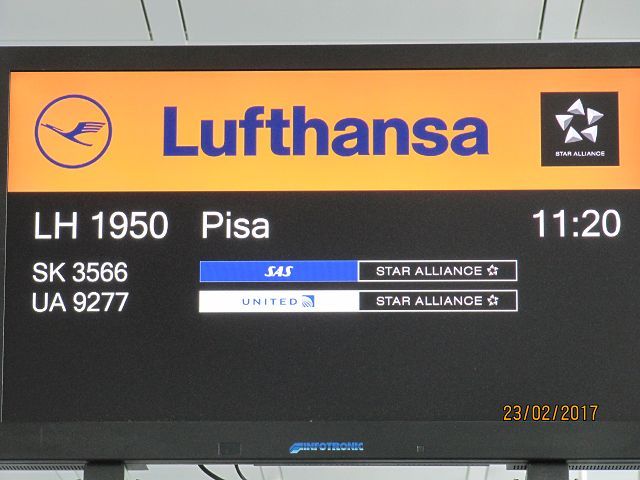 Lufthansa
STAR ALLIANCE
LH 1950 Pisa 11:20
SK 3566 SAS STAR ALLIANCE
UA 9277 UNITED STAR ALLIANCE
23/02/2017
INFOTRONIC